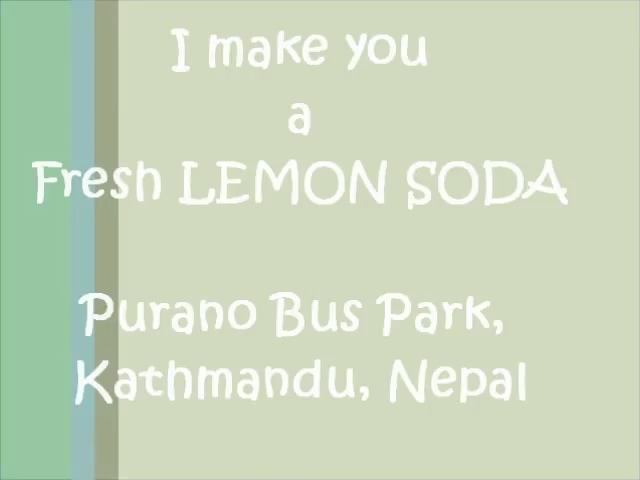 I make you
a
Fresh LEMON SODA
Purano Bus Park,
Kathmandu, Nepal